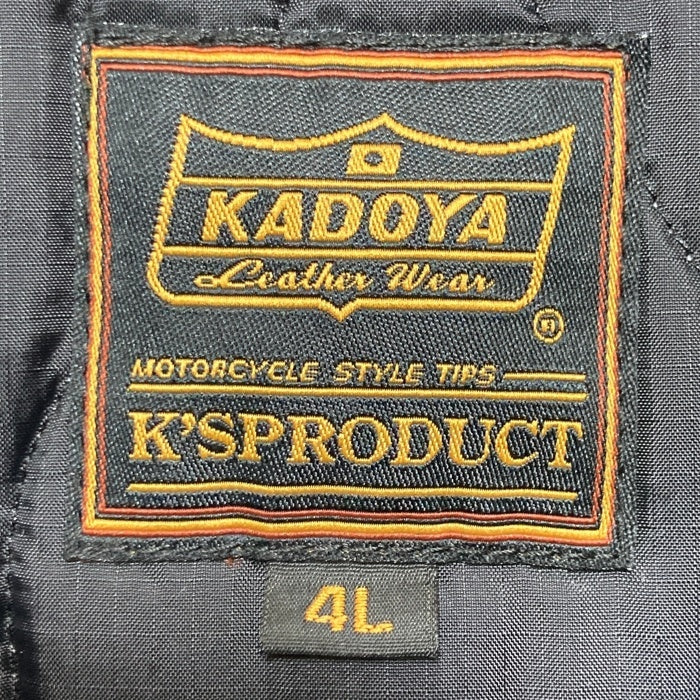 KADOYA
Leather Wear
®
MOTORCYCLE STYLE TIPS
K'SPRODUCT
4L